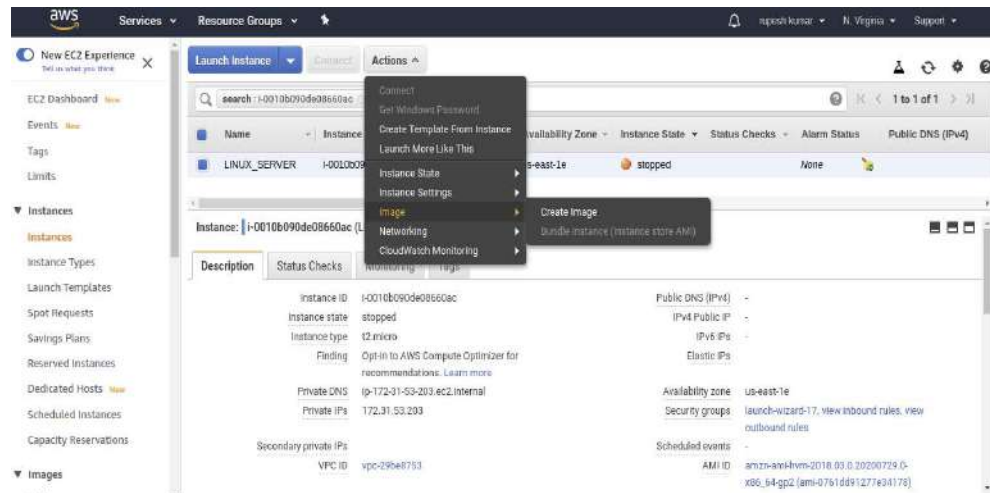 aws
Services
Resource Groups
rupesh kumar
N. Virginia
Support
New EC2 Experience
Tell us what you think
Launch Instance
Connect
Actions
EC2 Dashboard New
Events New
Tags
Limits
Instances
Instances
Instance Types
Launch Templates
Spot Requests
Savings Plans
Reserved Instances
Dedicated Hosts New
Scheduled Instances
Capacity Reservations
Images
search : i-0010b090de08660ac
1 to 1 of 1
Connect
Get Windows Password
Create Template From Instance
Launch More Like This
Instance State
Instance Settings
Image
Networking
CloudWatch Monitoring
Create Image
Bundle Instance (instance store AMI)
Name
Instance
Availability Zone
Instance State
Status Checks
Alarm Status
Public DNS (IPv4)
LINUX_SERVER
i-0010b09
s-east-1e
stopped
None
Instance: i-0010b090de08660ac (L
Description
Status Checks
Monitoring
Tags
Instance ID i-0010b090de08660ac
Public DNS (IPv4) -
Instance state stopped
IPv4 Public IP -
Instance type t2.micro
IPv6 IPs -
Finding Opt-in to AWS Compute Optimizer for
recommendations. Learn more
Elastic IPs
Private DNS ip-172-31-53-203.ec2.internal
Availability zone us-east-1e
Private IPs 172.31.53.203
Security groups launch-wizard-17, view inbound rules, view
outbound rules
Secondary private IPs
Scheduled events -
VPC ID vpc-29be8753
AMI ID amzn-ami-hvm-2018.03.0.20200729.0-
x86_64-gp2 (ami-0761dd91277e34178)